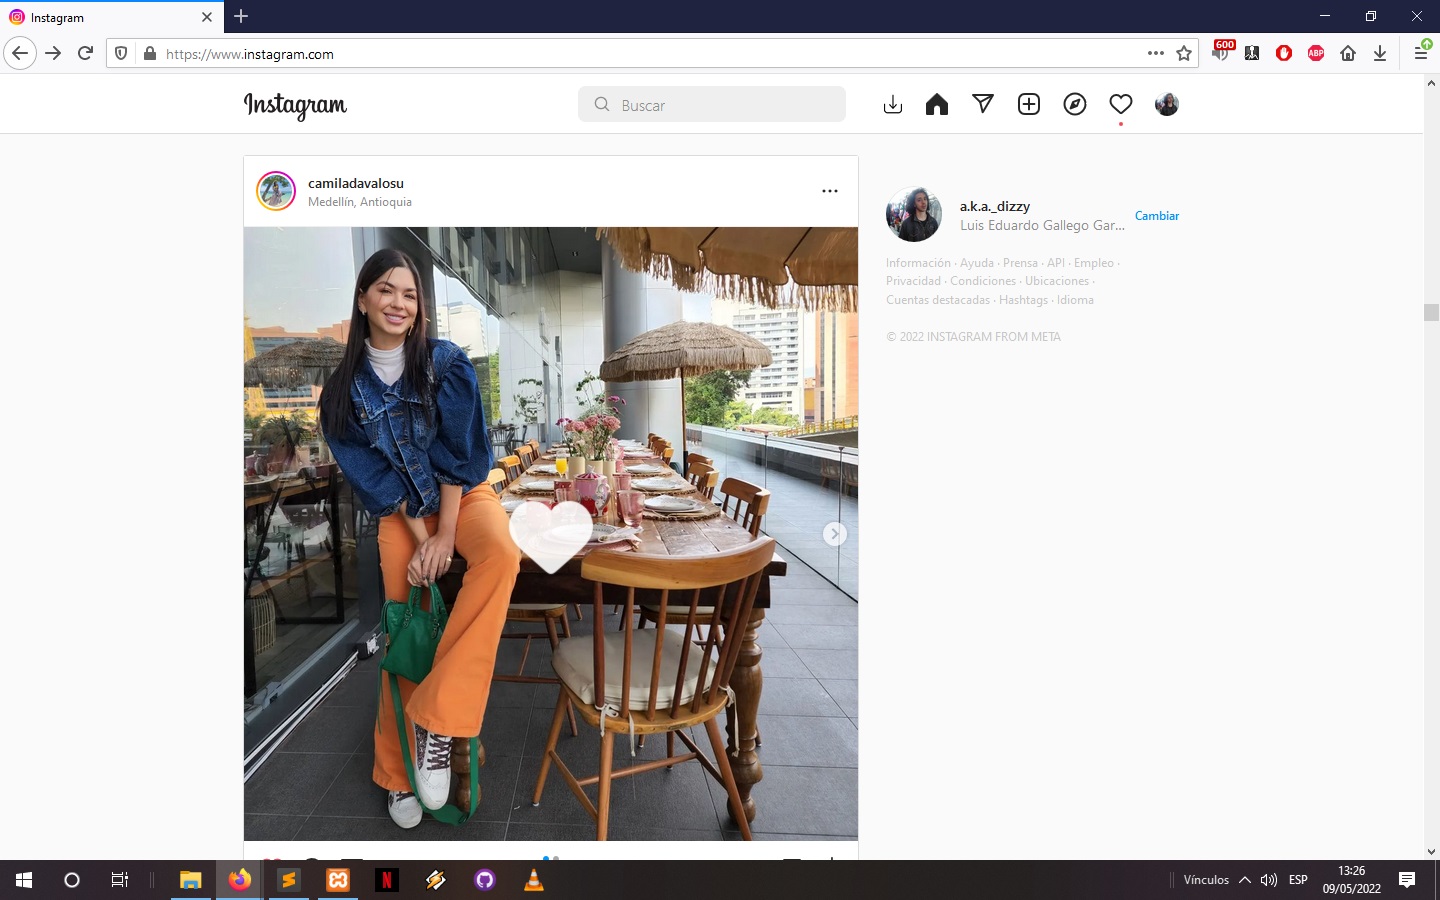 Instagram
https://www.instagram.com
600
ABP
Instagram
Buscar
camiladavalosu
Medellín, Antioquia
a.k.a._dizzy
Luis Eduardo Gallego Gar...
Cambiar
Información · Ayuda · Prensa · API · Empleo ·
Privacidad · Condiciones · Ubicaciones ·
Cuentas destacadas · Hashtags · Idioma
© 2022 INSTAGRAM FROM META
Vínculos
ESP
13:26
09/05/2022